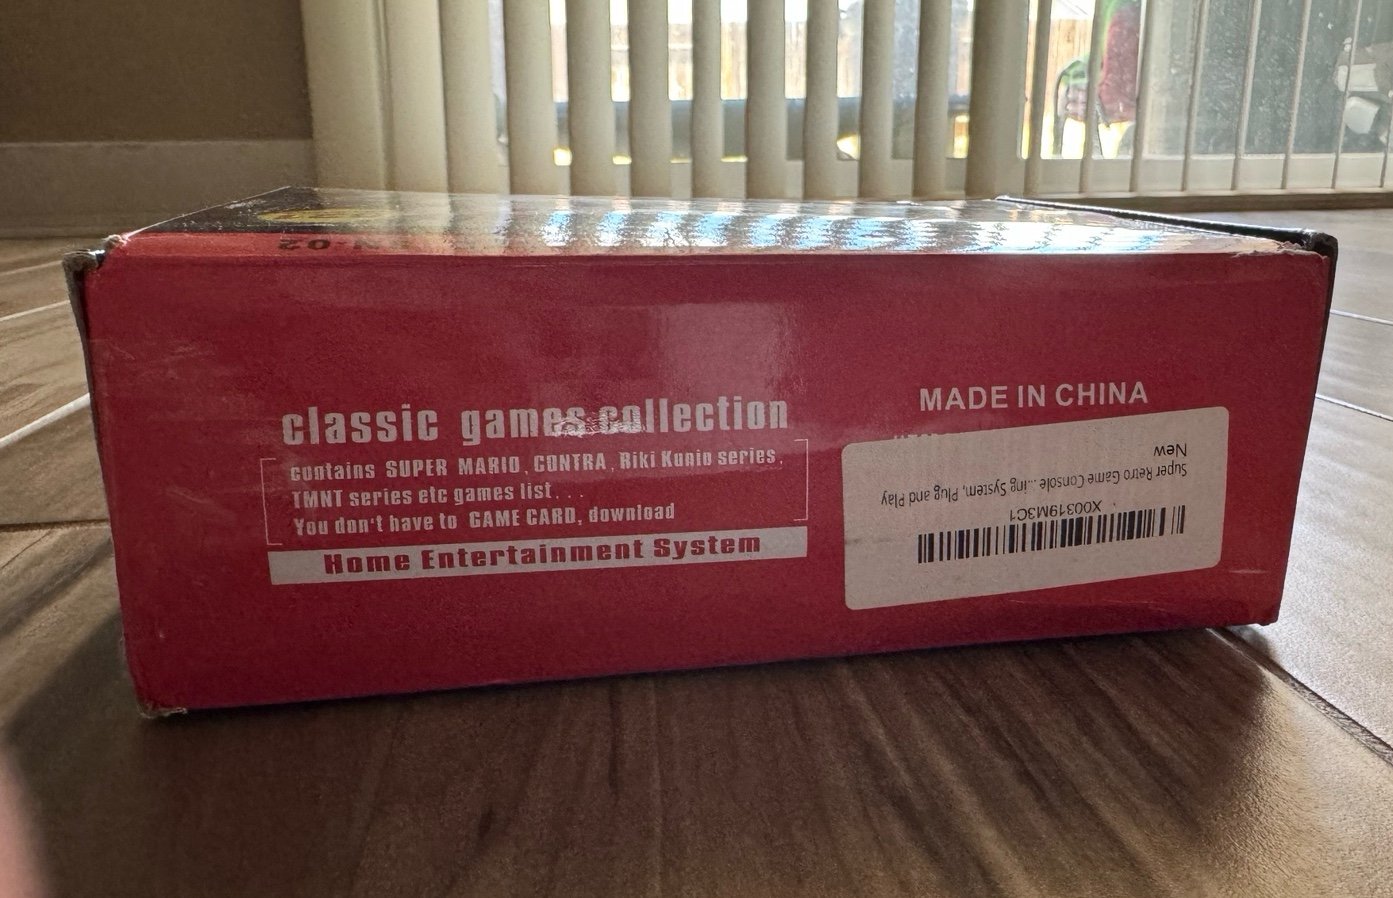 classic games collection
contains SUPER MARIO, CONTRA, Riki Kunio series,
TMNT series etc games list...
You don't have to GAME CARD, download
Home Entertainment System
MADE IN CHINA
X00319M3C1
Super Retro Game Console ...ing System, Plug and Play
New